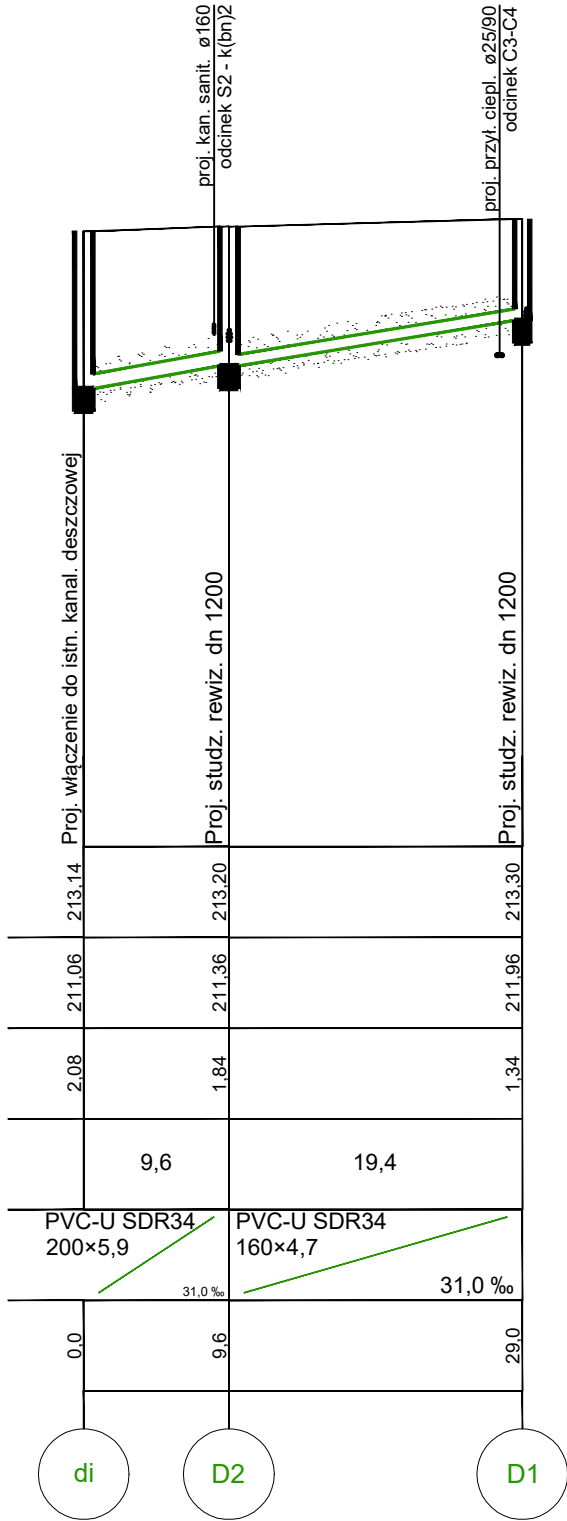 proj. kan. sanit. ø160
odcinek S2 - k(bn)2
proj. przył. ciepl. ø25/90
odcinek C3-C4
Proj. włączenie do istn. kanal. deszczowej
Proj. studz. rewiz. dn 1200
Proj. studz. rewiz. dn 1200
213,14
213,20
213,30
211,06
211,36
211,96
2,08
1,84
1,34
9,6
19,4
PVC-U SDR34
200×5,9
31,0 ‰
PVC-U SDR34
160×4,7
31,0 ‰
0,0
9,6
29,0
di
D2
D1